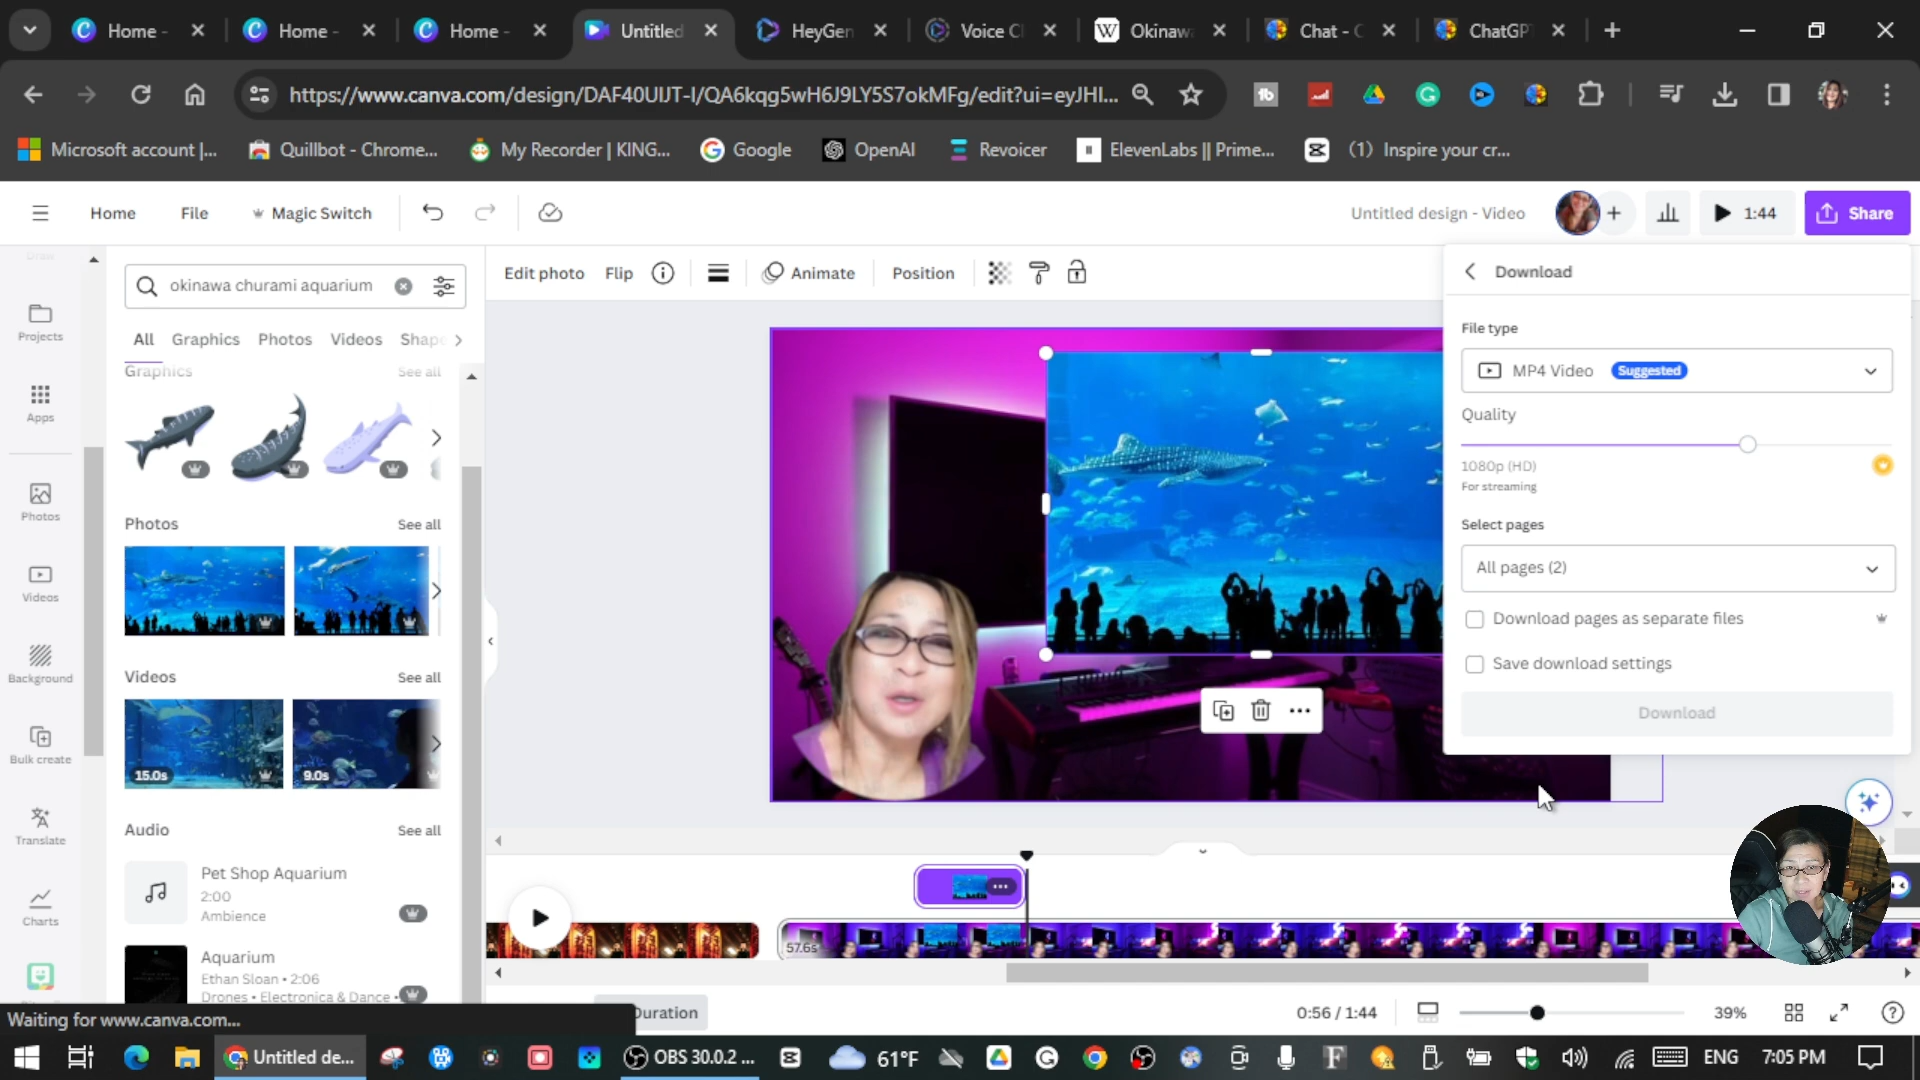 Home -
Home -
Home -
Untitled
HeyGen
Voice Cl
Okinawa
Chat - C
ChatGPT
https://www.canva.com/design/DAF40UIJT-I/QA6kqg5wH6J9LY5S7okMFg/edit?ui=eyJHI...
Microsoft account |...
Quillbot - Chrome...
My Recorder | KING...
Google
OpenAI
Revoicer
ElevenLabs || Prime...
(1) Inspire your cr...
Home
File
Magic Switch
Untitled design - Video
1:44
Share
Draw
Projects
Apps
Photos
Videos
Background
Bulk create
Translate
Charts
okinawa churami aquarium
All
Graphics
Photos
Videos
Shape
Graphics
See all
Photos
See all
Videos
See all
15.0s
9.0s
Audio
See all
Pet Shop Aquarium
2:00
Ambience
Aquarium
Ethan Sloan • 2:06
Drones • Electronica & Dance •
Edit photo
Flip
Animate
Position
Download
File type
MP4 Video
Suggested
Quality
1080p (HD)
For streaming
Select pages
All pages (2)
Download pages as separate files
Save download settings
Download
57.6s
Waiting for www.canva.com...
Duration
0:56 / 1:44
39%
Untitled de...
OBS 30.0.2 ...
61°F
ENG
7:05 PM